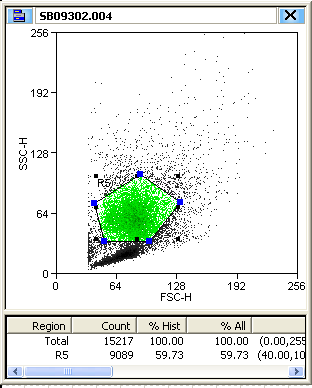 SB09302.004
256
192
128
64
0
SSC-H
R5
0 64 128 192 256
FSC-H
Region Count % Hist % All
Total 15217 100.00 100.00 (0.00,255
R5 9089 59.73 59.73 (40.00,10